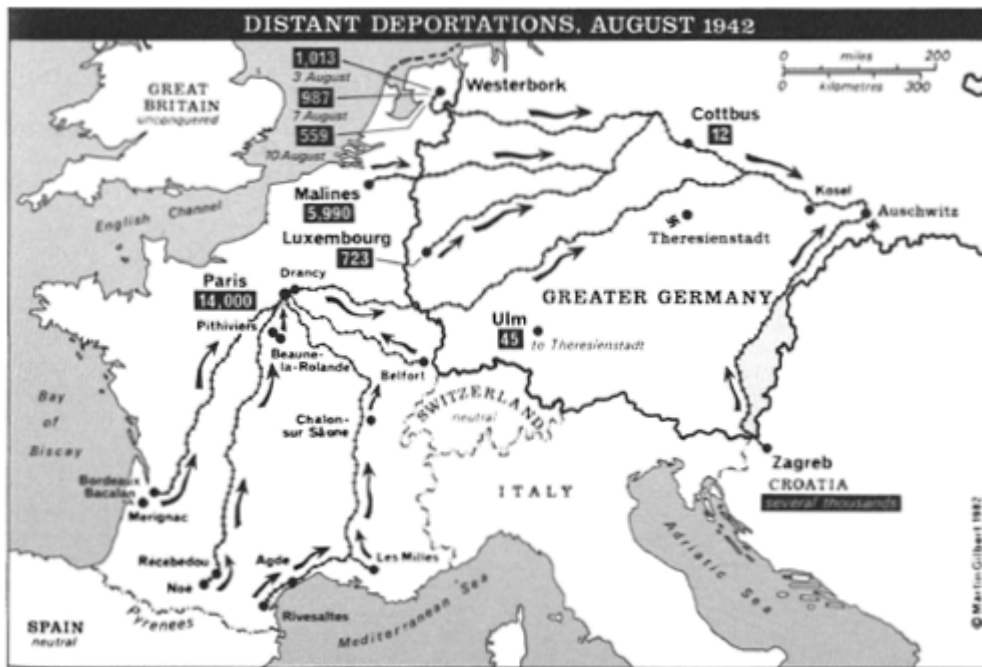 DISTANT DEPORTATIONS, AUGUST 1942
0 miles 200
0 kilometres 300
GREAT
BRITAIN
unconquered
1,013
3 August
987
7 August
559
10 August
Westerbork
Cottbus
12
Malines
5,990
Kosel
Auschwitz
English Channel
Luxembourg
723
Theresienstadt
Paris
14,000
Drancy
GREATER GERMANY
Pithiviers
Beaune-
la-Rolande
Ulm
45
to Theresienstadt
Belfort
Bay
of
Biscay
Chalon-
sur Sâone
SWITZERLAND
neutral
Zagreb
CROATIA
several thousands
ITALY
Bordeaux
Bacalan
Merignac
Recebedou
Noé
Agde
Les Milles
Rivesaltes
Adriatic Sea
Mediterranean Sea
Pyrenees
SPAIN
neutral
© Martin Gilbert 1982